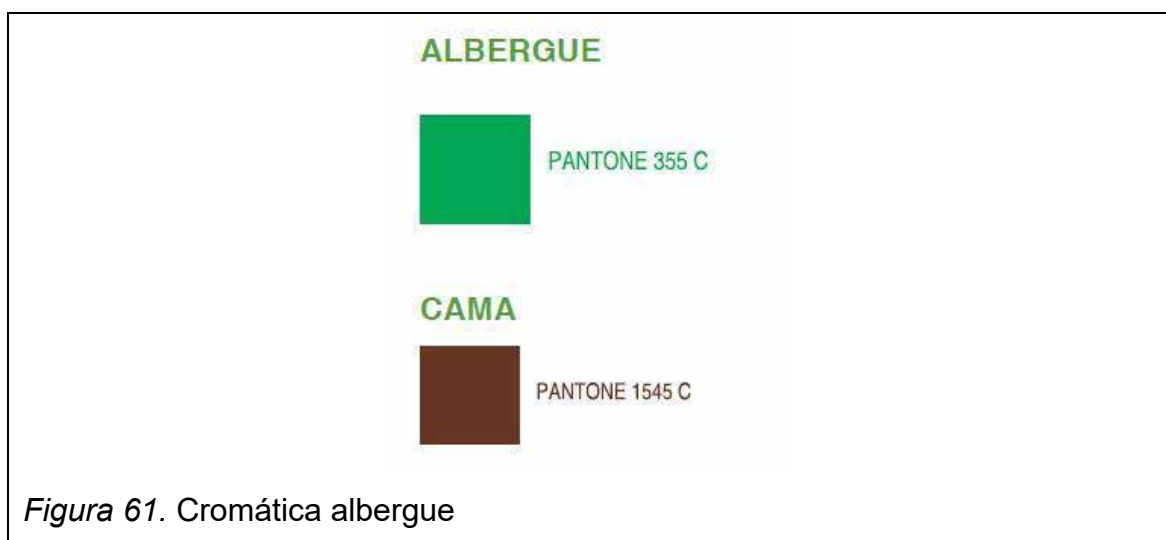 ALBERGUE
PANTONE 355 C
CAMA
PANTONE 1545 C
Figura 61. Cromática albergue